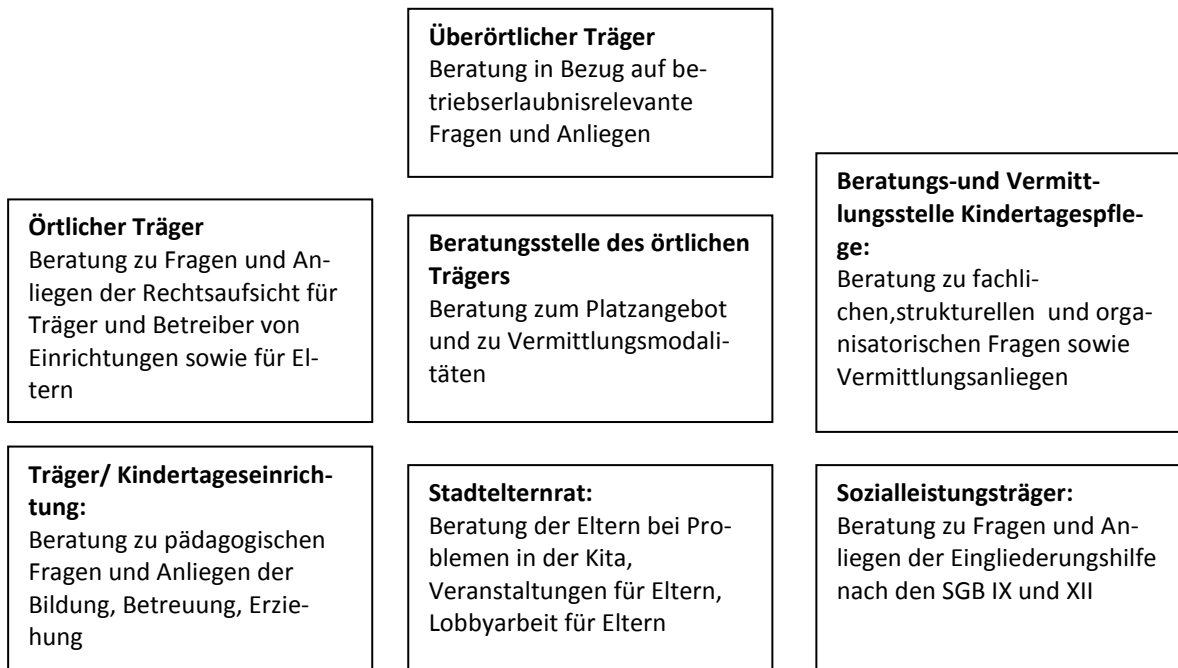 Überörtlicher Träger
Beratung in Bezug auf be-
triebserlaubnisrelevante
Fragen und Anliegen
Örtlicher Träger
Beratung zu Fragen und An-
liegen der Rechtsaufsicht für
Träger und Betreiber von
Einrichtungen sowie für El-
tern
Beratungsstelle des örtlichen
Trägers
Beratung zum Platzangebot
und zu Vermittlungsmodali-
täten
Beratungs-und Vermitt-
lungsstelle Kindertagespfle-
ge:
Beratung zu fachli-
chen,strukturellen und orga-
nisatorischen Fragen sowie
Vermittlungsanliegen
Träger/ Kindertageseinrich-
tung:
Beratung zu pädagogischen
Fragen und Anliegen der
Bildung, Betreuung, Erzie-
hung
Stadtelternrat:
Beratung der Eltern bei Pro-
blemen in der Kita,
Veranstaltungen für Eltern,
Lobbyarbeit für Eltern
Sozialleistungsträger:
Beratung zu Fragen und An-
liegen der Eingliederungshilfe
nach den SGB IX und XII